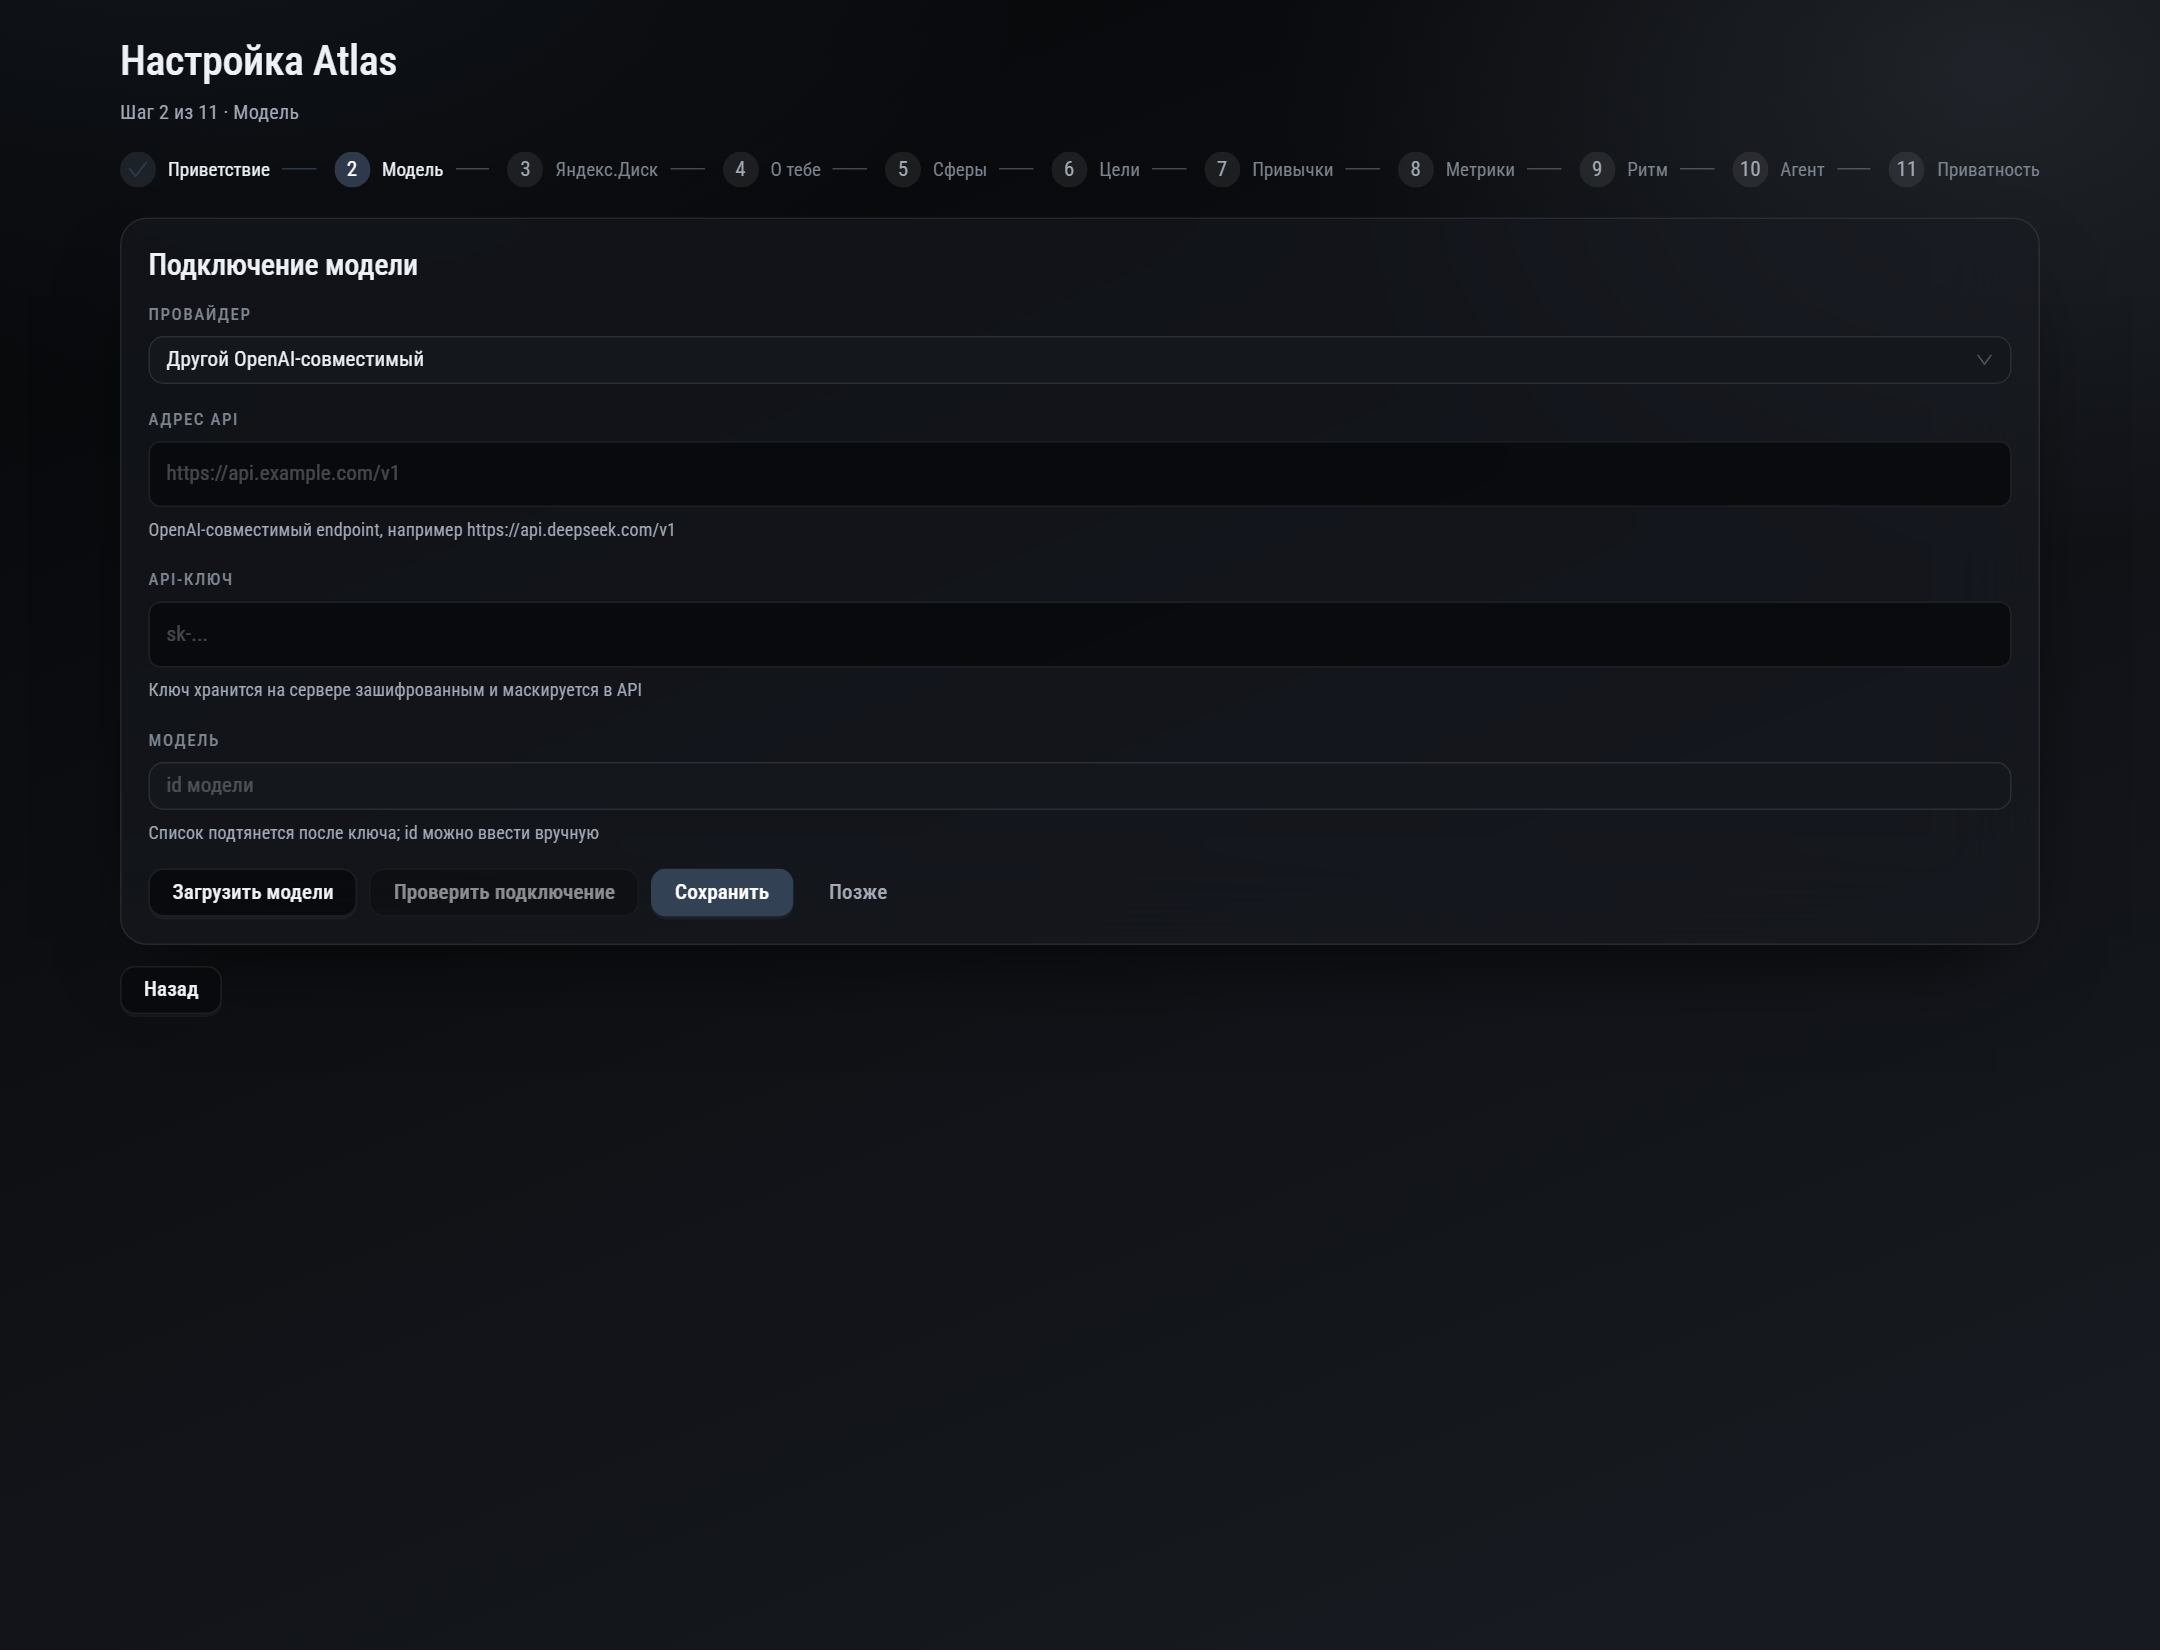 Настройка Atlas
Шаг 2 из 11 · Модель
Приветствие 2 Модель 3 Яндекс.Диск 4 О тебе 5 Сферы 6 Цели 7 Привычки 8 Метрики 9 Ритм 10 Агент 11 Приватность
Подключение модели
ПРОВАЙДЕР
Другой OpenAI-совместимый
АДРЕС API
https://api.example.com/v1
OpenAI-совместимый endpoint, например https://api.deepseek.com/v1
API-КЛЮЧ
sk-...
Ключ хранится на сервере зашифрованным и маскируется в API
МОДЕЛЬ
id модели
Список подтянется после ключа; id можно ввести вручную
Загрузить модели Проверить подключение Сохранить Позже
Назад